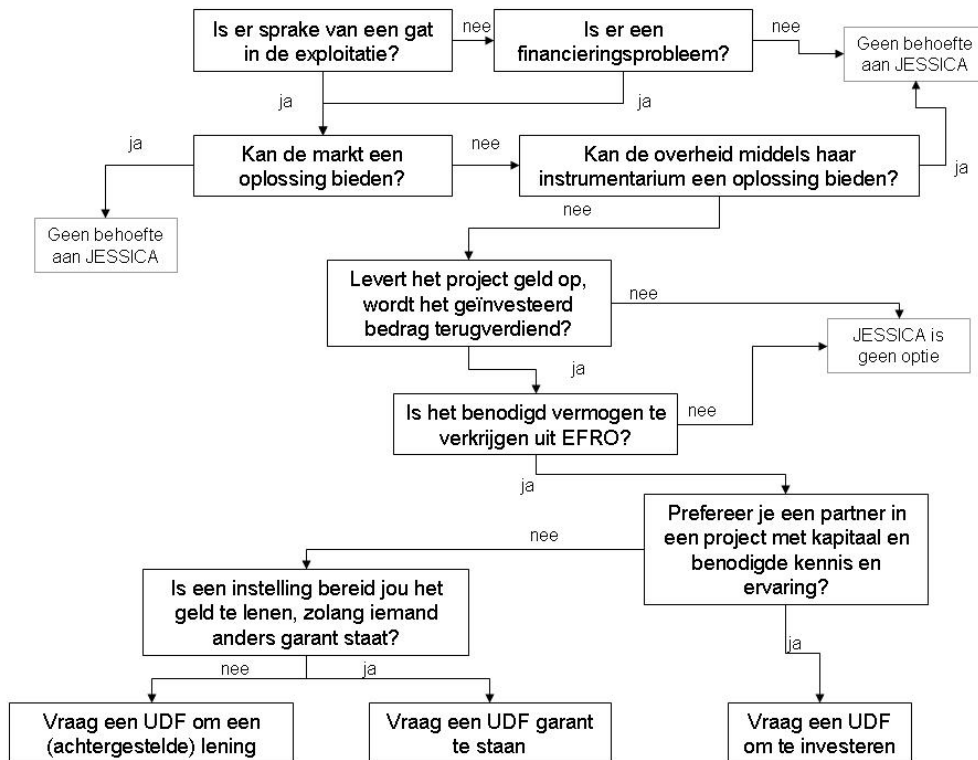 Is er sprake van een gat
in de exploitatie?
nee
Is er een
financieringsprobleem?
nee
Geen behoefte
aan JESSICA
ja
ja
ja
Kan de markt een
oplossing bieden?
nee
Kan de overheid middels haar
instrumentarium een oplossing bieden?
ja
Geen behoefte
aan JESSICA
nee
Levert het project geld op,
wordt het geïnvesteerd
bedrag terugverdiend?
nee
JESSICA is
geen optie
ja
Is het benodigd vermogen te
verkrijgen uit EFRO?
nee
ja
Prefereer je een partner in
een project met kapitaal en
benodigde kennis en
ervaring?
nee
Is een instelling bereid jou het
geld te lenen, zolang iemand
anders garant staat?
ja
nee
ja
Vraag een UDF om een
(achtergestelde) lening
Vraag een UDF garant
te staan
Vraag een UDF
om te investeren